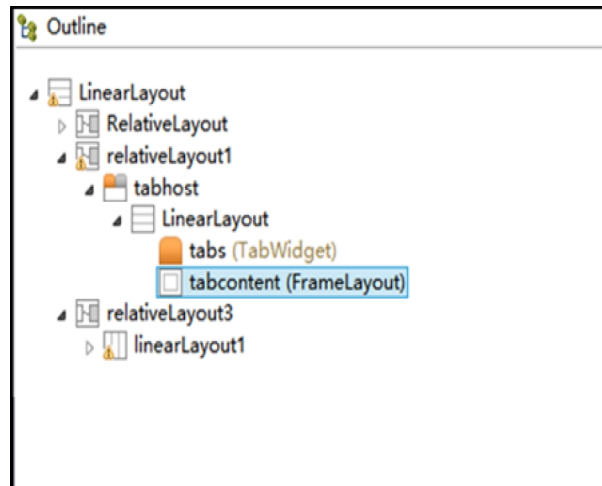 Outline
LinearLayout
RelativeLayout
relativeLayout1
tabhost
LinearLayout
tabs (TabWidget)
tabcontent (FrameLayout)
relativeLayout3
linearLayout1